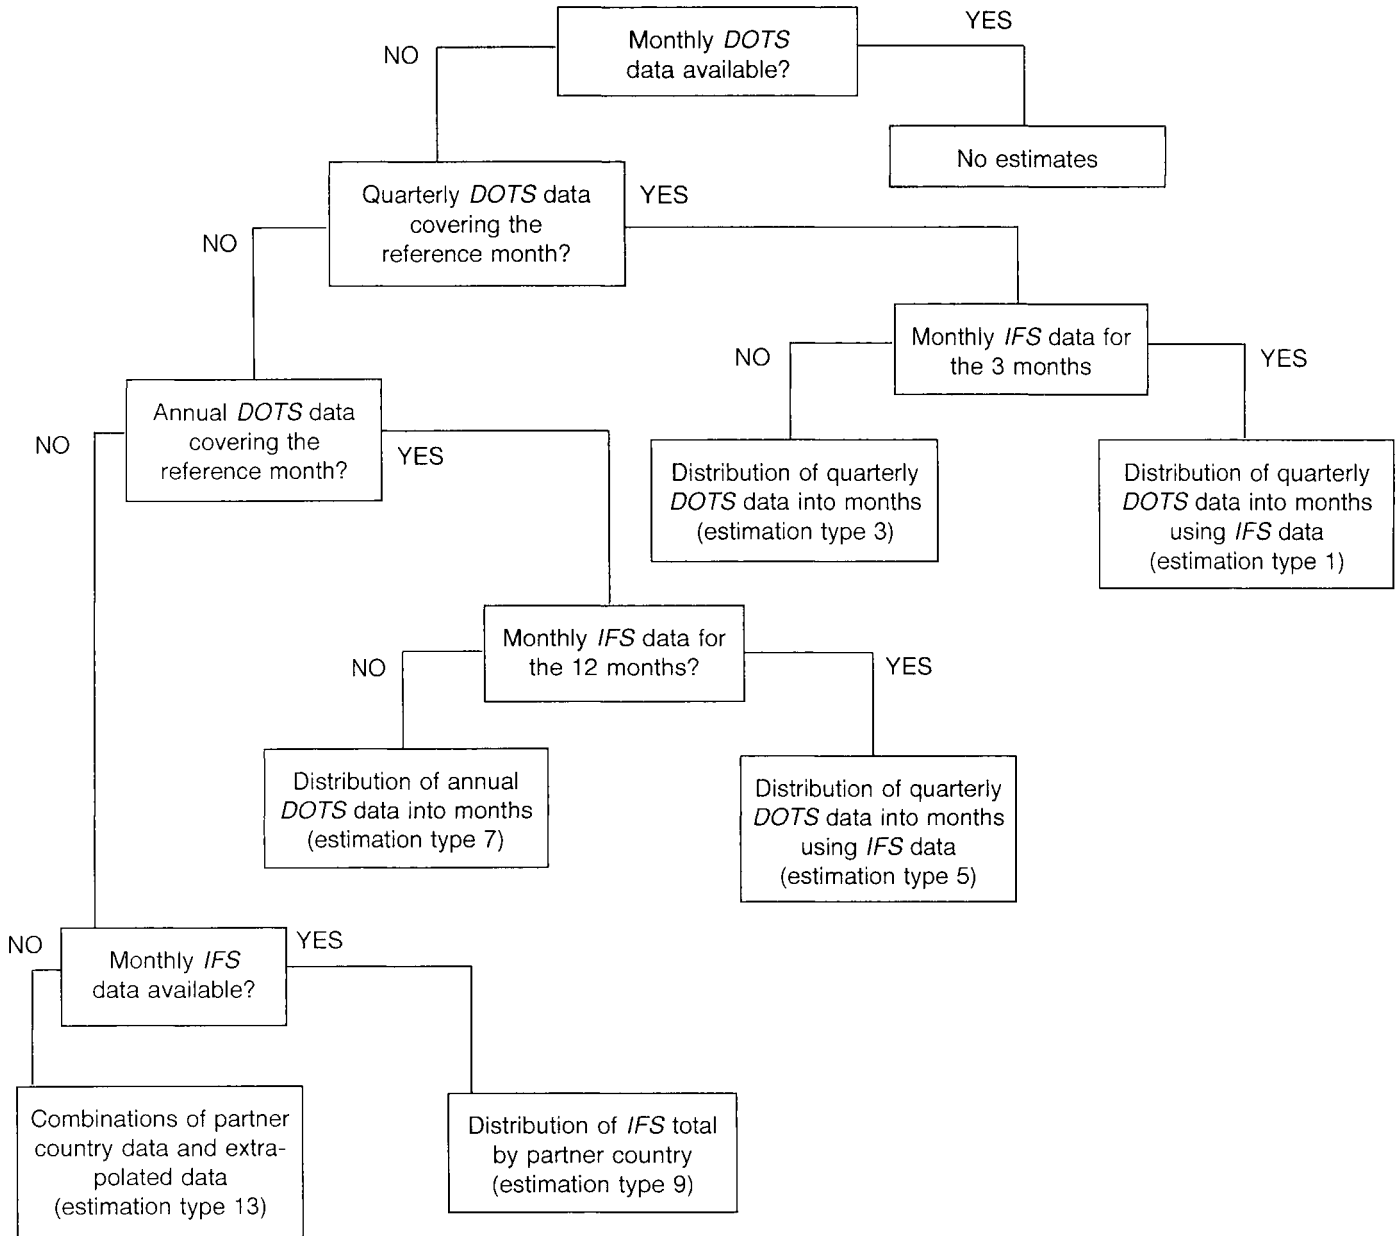 Monthly DOTS
data available?
NO
YES
No estimates
Quarterly DOTS data
covering the
reference month?
NO
YES
Monthly IFS data for
the 3 months
NO
YES
Distribution of quarterly
DOTS data into months
(estimation type 3)
Distribution of quarterly
DOTS data into months
using IFS data
(estimation type 1)
Annual DOTS data
covering the
reference month?
NO
YES
Monthly IFS data for
the 12 months?
NO
YES
Distribution of annual
DOTS data into months
(estimation type 7)
Distribution of quarterly
DOTS data into months
using IFS data
(estimation type 5)
Monthly IFS
data available?
NO
YES
Combinations of partner
country data and extra-
polated data
(estimation type 13)
Distribution of IFS total
by partner country
(estimation type 9)